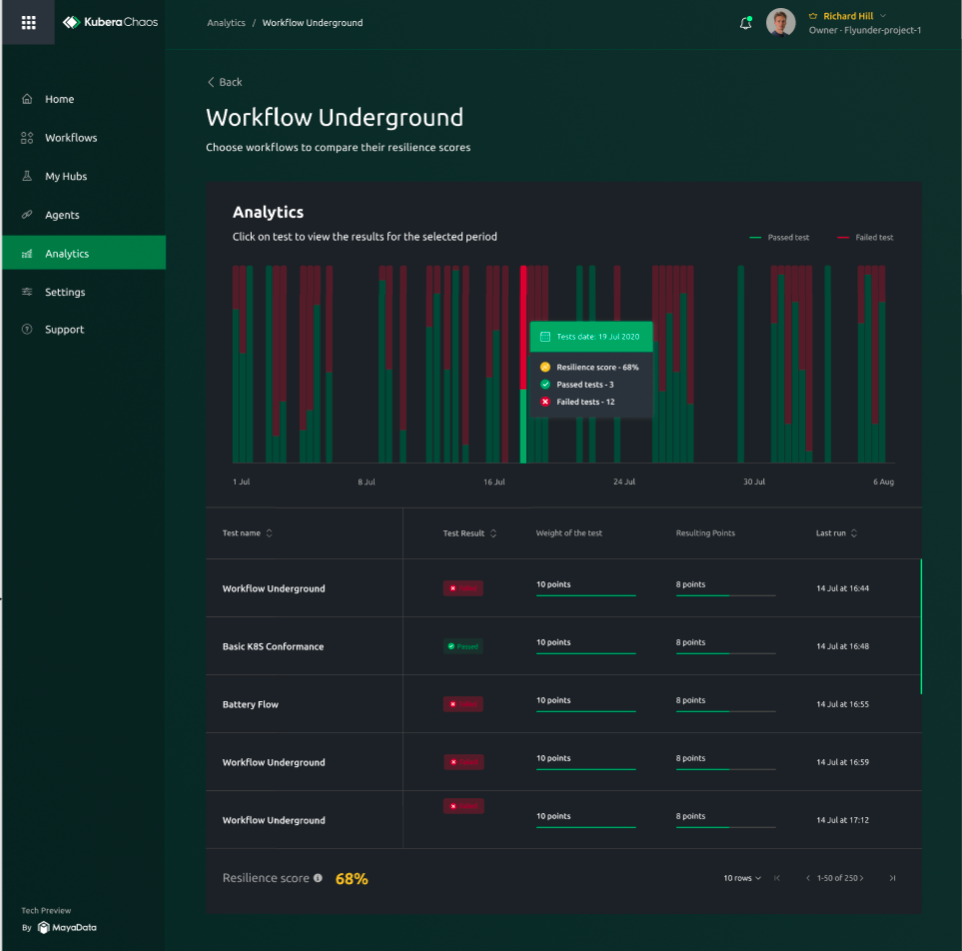 KuberaChaos
Analytics / Workflow Underground
Richard Hill
Owner - Flyunder-project-1
Home
Workflows
My Hubs
Agents
Analytics
Settings
Support
Tech Preview
By MayaData
Back
Workflow Underground
Choose workflows to compare their resilience scores
Analytics
Click on test to view the results for the selected period
Passed test Failed test
Tests date: 19 Jul 2020
Resilience score - 68%
Passed tests - 3
Failed tests - 12
1 Jul 8 Jul 16 Jul 24 Jul 30 Jul 6 Aug
Test name Test Result Weight of the test Resulting Points Last run
Workflow Underground 10 points 8 points 14 Jul at 16:44
Basic K8S Conformance Passed 10 points 8 points 14 Jul at 16:48
Battery Flow 10 points 8 points 14 Jul at 16:55
Workflow Underground 10 points 8 points 14 Jul at 16:59
Workflow Underground 10 points 8 points 14 Jul at 17:12
Resilience score 68% 10 rows 1-50 of 250